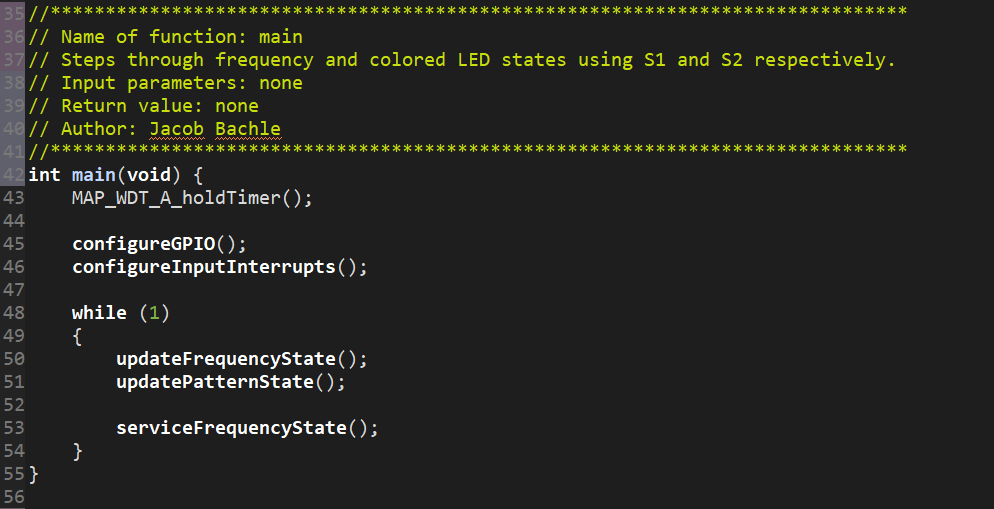 35 //******************************************************************************
36 // Name of function: main
37 // Steps through frequency and colored LED states using S1 and S2 respectively.
38 // Input parameters: none
39 // Return value: none
40 // Author: Jacob Bachle
41 //******************************************************************************
42 int main(void) {
43     MAP_WDT_A_holdTimer();
44
45     configureGPIO();
46     configureInputInterrupts();
47
48     while (1)
49     {
50         updateFrequencyState();
51         updatePatternState();
52
53         serviceFrequencyState();
54     }
55 }
56